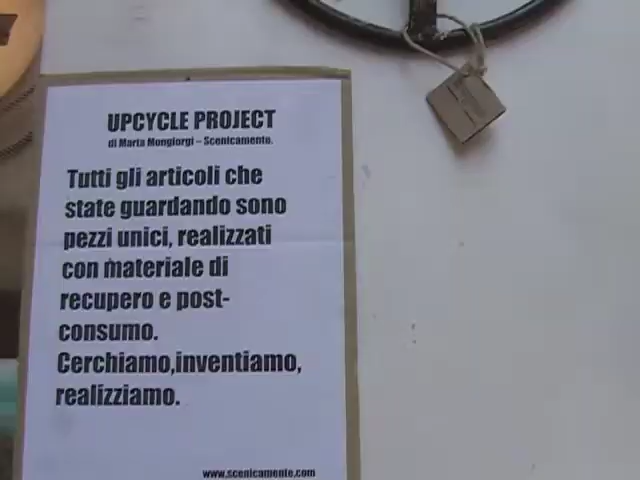 UPCYCLE PROJECT
di Marta Mongiorgi – Scenicamente.
Tutti gli articoli che
state guardando sono
pezzi unici, realizzati
con materiale di
recupero e post-
consumo.
Cerchiamo,inventiamo,
realizziamo.
www.scenicamente.com